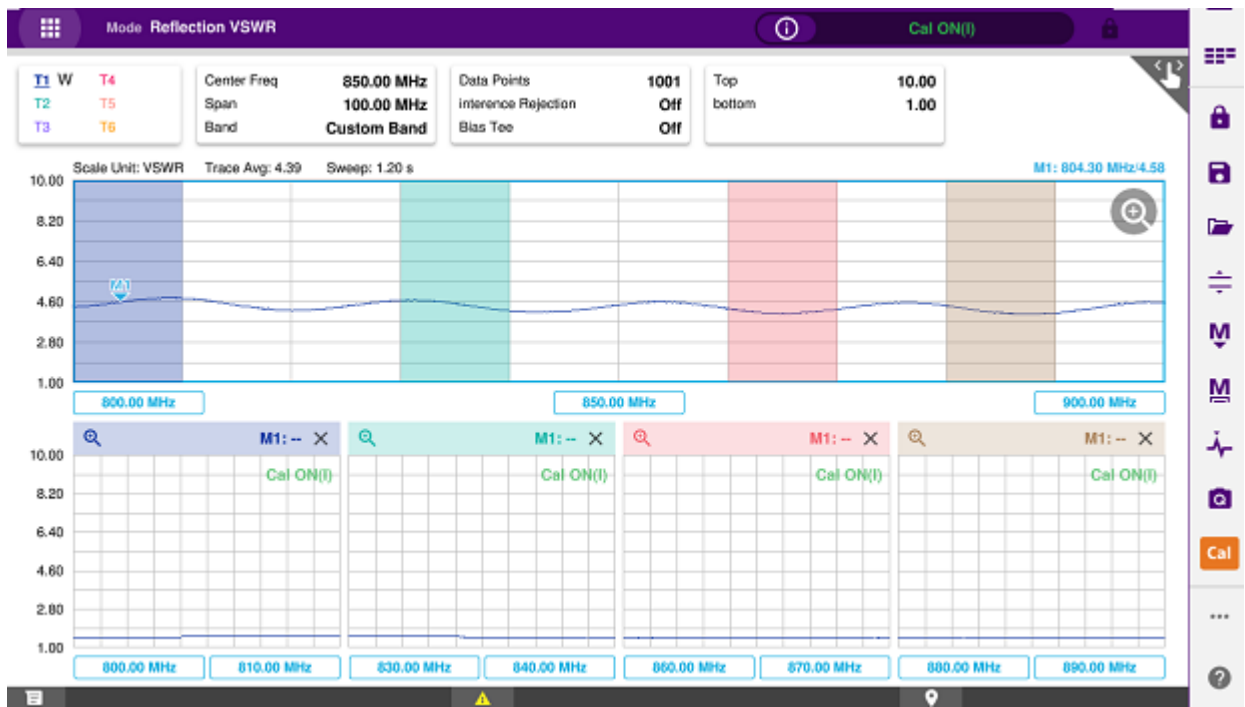 Mode Reflection VSWR
Cal ON(I)
T1 W T4
T2 T5
T3 T6
Center Freq 850.00 MHz
Span 100.00 MHz
Band Custom Band
Data Points 1001
interence Rejection Off
Bias Tee Off
Top 10.00
bottom 1.00
Scale Unit: VSWR Trace Avg: 4.39 Sweep: 1.20 s M1: 804.30 MHz/4.58
10.00
8.20
6.40
M1
4.60
2.80
1.00
800.00 MHz 850.00 MHz 900.00 MHz
M1: -- M1: -- M1: -- M1: --
10.00
Cal ON(I) Cal ON(I) Cal ON(I) Cal ON(I)
8.20
6.40
4.60
2.80
1.00
800.00 MHz 810.00 MHz 830.00 MHz 840.00 MHz 860.00 MHz 870.00 MHz 880.00 MHz 890.00 MHz
M
M
Cal